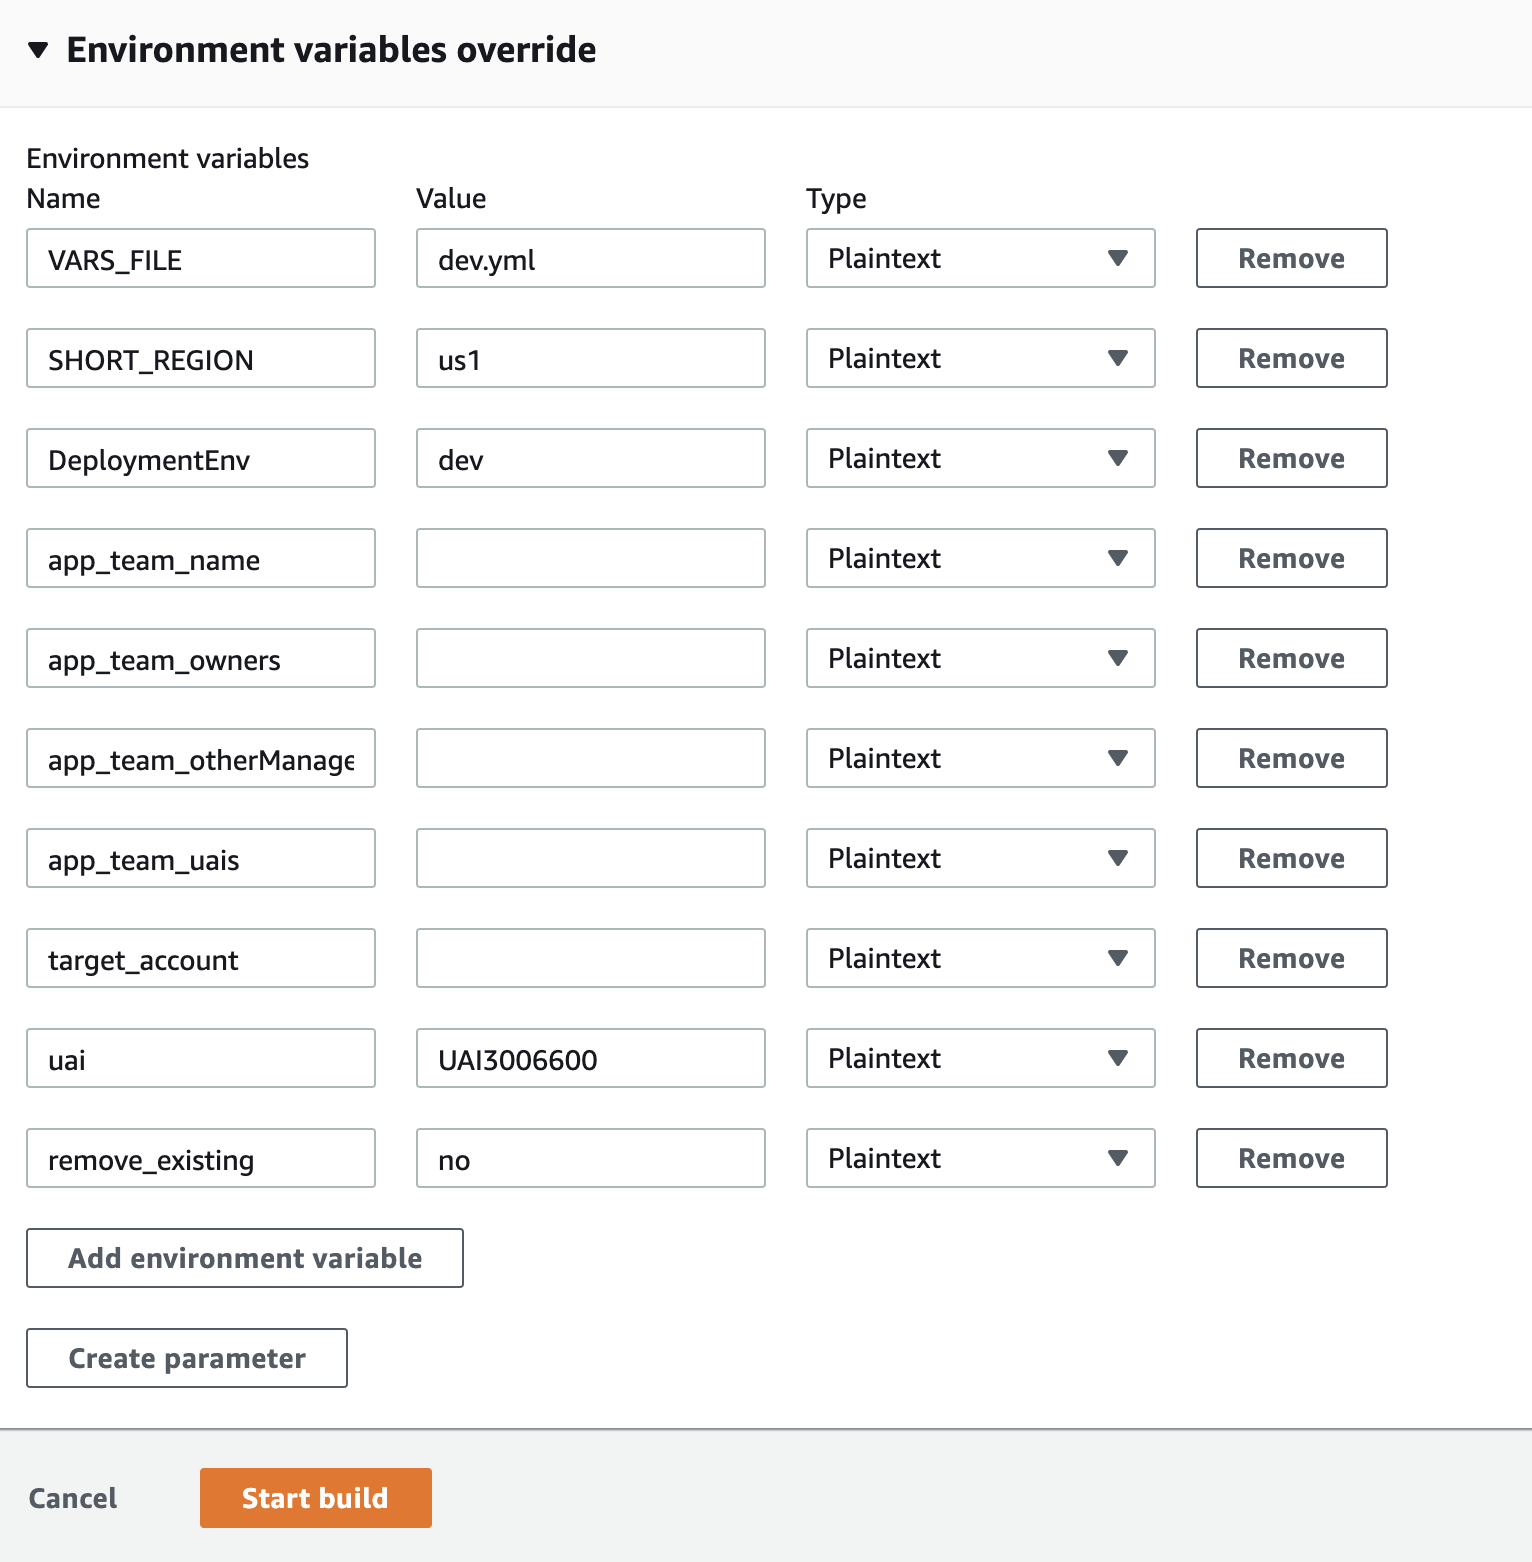 Environment variables override
Environment variables
Name Value Type
VARS_FILE dev.yml Plaintext Remove
SHORT_REGION us1 Plaintext Remove
DeploymentEnv dev Plaintext Remove
app_team_name Plaintext Remove
app_team_owners Plaintext Remove
app_team_otherManage Plaintext Remove
app_team_uais Plaintext Remove
target_account Plaintext Remove
uai UAI3006600 Plaintext Remove
remove_existing no Plaintext Remove
Add environment variable
Create parameter
Cancel Start build